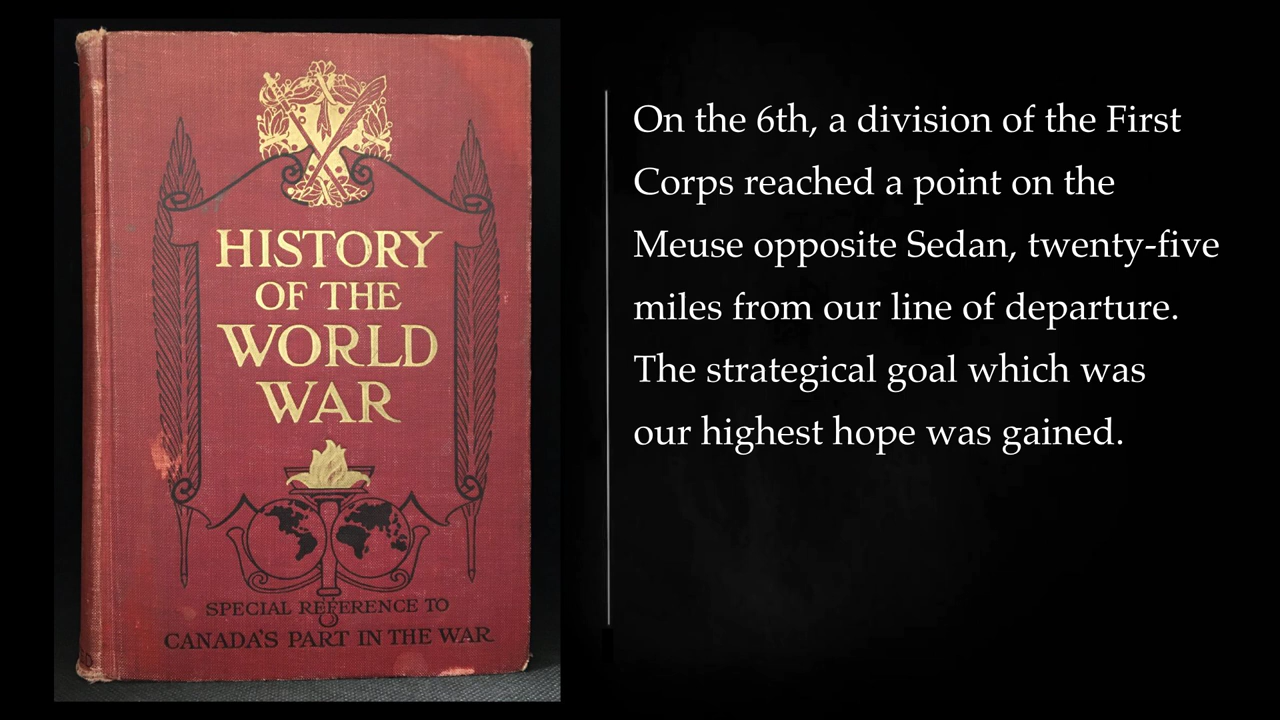 HISTORY
OF THE
WORLD
WAR
SPECIAL REFERENCE TO
CANADA'S PART IN THE WAR
On the 6th, a division of the First
Corps reached a point on the
Meuse opposite Sedan, twenty-five
miles from our line of departure.
The strategical goal which was
our highest hope was gained.